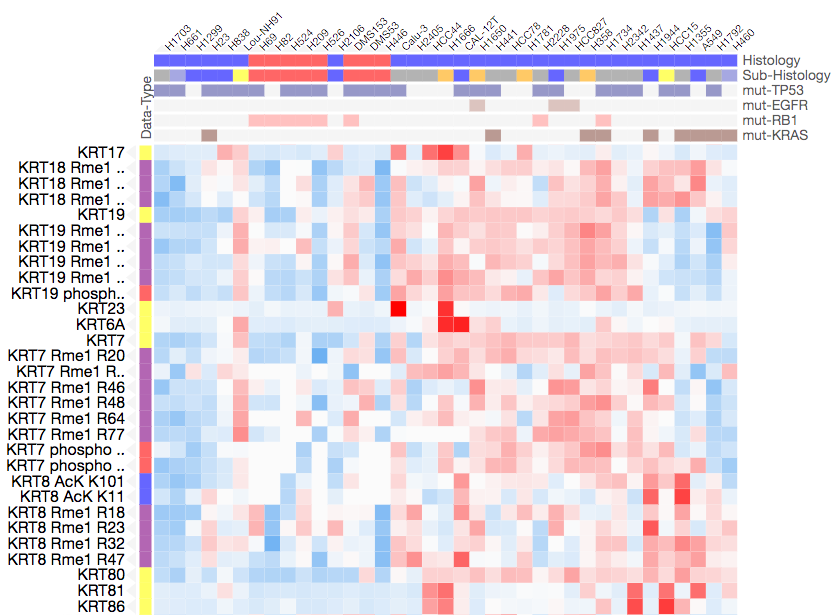 H1703
H661
H1299
H23
H838
Lou-NH91
H69
H82
H524
H209
H526
H2106
DMS153
DMS53
H446
Calu-3
H2405
HCC44
H1666
CAL-12T
H1650
H441
HCC78
H1781
H2228
H1975
HCC827
H358
H1734
H2342
H1437
H1944
HCC15
H1355
A549
H1792
H460
Histology
Sub-Histology
mut-TP53
mut-EGFR
mut-RB1
mut-KRAS
Data-Type
KRT17
KRT18 Rme1 ..
KRT18 Rme1 ..
KRT18 Rme1 ..
KRT19
KRT19 Rme1 ..
KRT19 Rme1 ..
KRT19 Rme1 ..
KRT19 Rme1 ..
KRT19 phosph..
KRT23
KRT6A
KRT7
KRT7 Rme1 R20
KRT7 Rme1 R..
KRT7 Rme1 R46
KRT7 Rme1 R48
KRT7 Rme1 R64
KRT7 Rme1 R77
KRT7 phospho ..
KRT7 phospho ..
KRT8 AcK K101
KRT8 AcK K11
KRT8 Rme1 R18
KRT8 Rme1 R23
KRT8 Rme1 R32
KRT8 Rme1 R47
KRT80
KRT81
KRT86